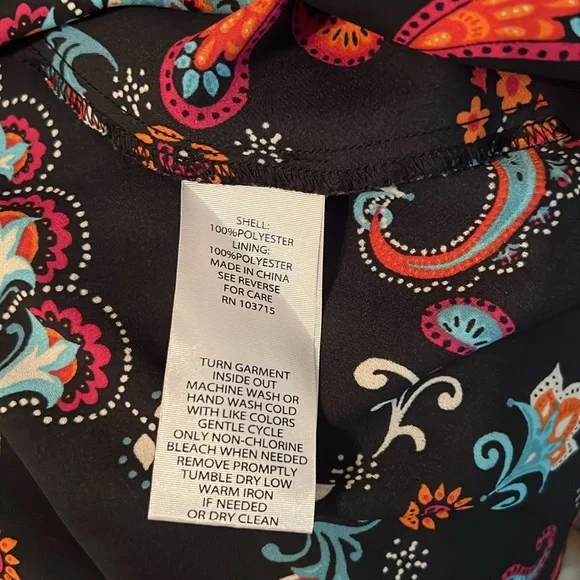 SHELL:
100%POLYESTER
LINING:
100%POLYESTER
MADE IN CHINA
SEE REVERSE
FOR CARE
RN 103715
TURN GARMENT
INSIDE OUT
MACHINE WASH OR
HAND WASH COLD
WITH LIKE COLORS
GENTLE CYCLE
ONLY NON-CHLORINE
BLEACH WHEN NEEDED
REMOVE PROMPTLY
TUMBLE DRY LOW
WARM IRON
IF NEEDED
OR DRY CLEAN